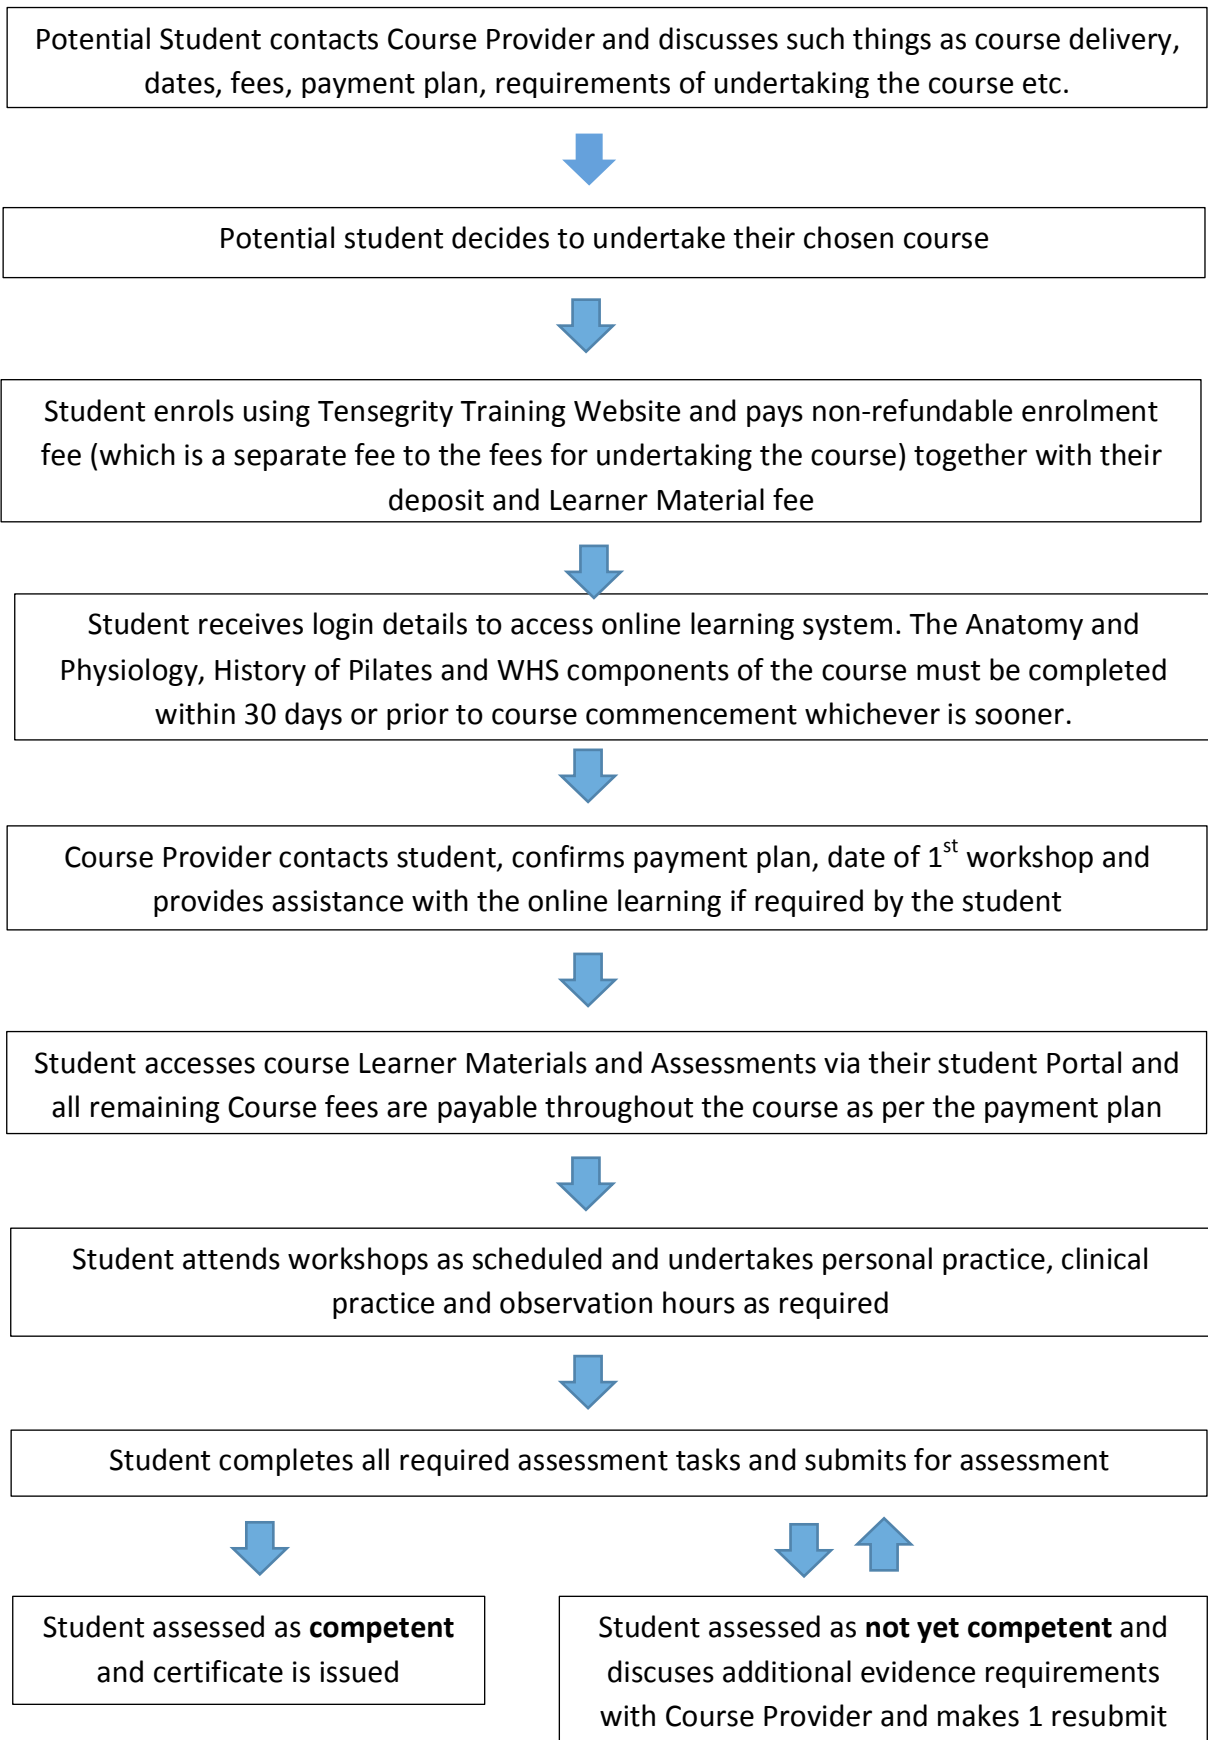 Potential Student contacts Course Provider and discusses such things as course delivery,
dates, fees, payment plan, requirements of undertaking the course etc.
Potential student decides to undertake their chosen course
Student enrols using Tensegrity Training Website and pays non-refundable enrolment
fee (which is a separate fee to the fees for undertaking the course) together with their
deposit and Learner Material fee
Student receives login details to access online learning system. The Anatomy and
Physiology, History of Pilates and WHS components of the course must be completed
within 30 days or prior to course commencement whichever is sooner.
Course Provider contacts student, confirms payment plan, date of 1st workshop and
provides assistance with the online learning if required by the student
Student accesses course Learner Materials and Assessments via their student Portal and
all remaining Course fees are payable throughout the course as per the payment plan
Student attends workshops as scheduled and undertakes personal practice, clinical
practice and observation hours as required
Student completes all required assessment tasks and submits for assessment
Student assessed as competent
and certificate is issued
Student assessed as not yet competent and
discuses additional evidence requirements
with Course Provider and makes 1 resubmit